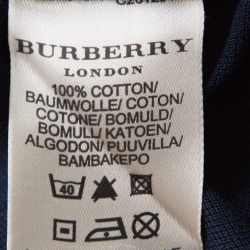 BURBERRY
LONDON
100% COTTON/
BAUMWOLLE/ COTON/
COTONE/ BOMULD/
BOMULL/ KATOEN/
ALGODON/ PUUVILLA/
BAMBAKEPO
40